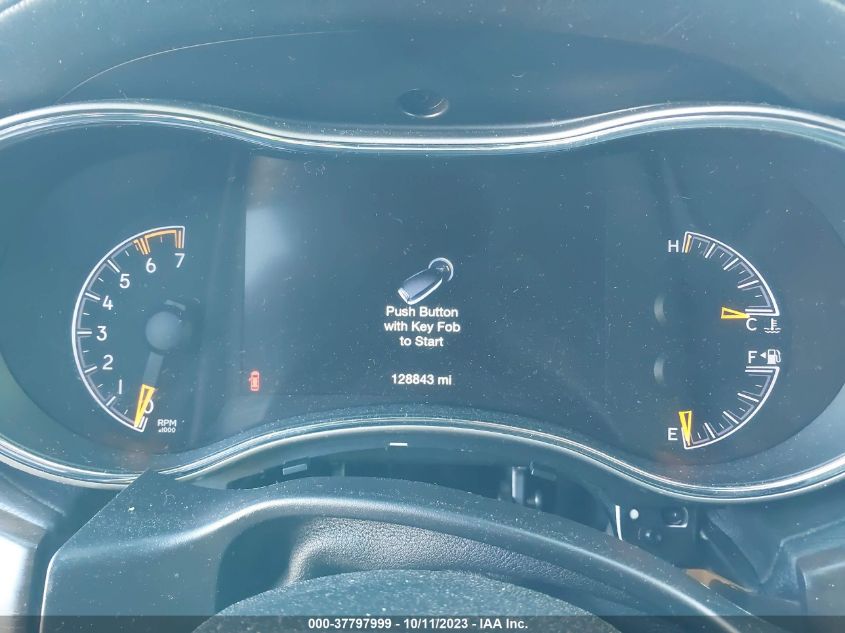 7
6
5
4
3
2
1
0
RPM
x1000
Push Button
with Key Fob
to Start
128843 mi
H
C
F
E
000-37797999 - 10/11/2023 - IAA Inc.